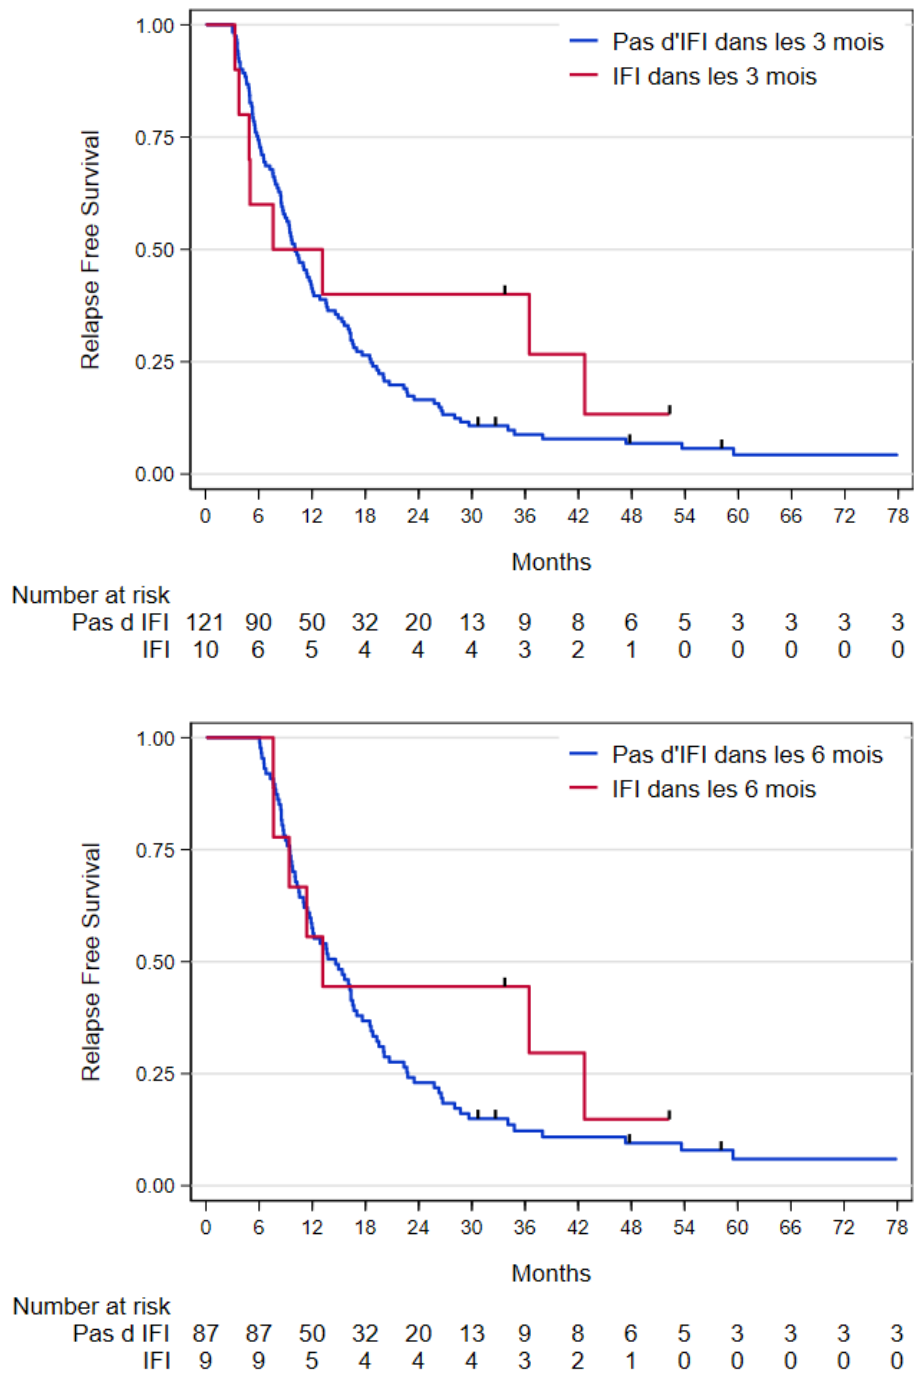 1.00
0.75
0.50
0.25
0.00
Relapse Free Survival
Pas d'IFI dans les 3 mois
IFI dans les 3 mois
0 6 12 18 24 30 36 42 48 54 60 66 72 78
Months
Number at risk
Pas d IFI 121 90 50 32 20 13 9 8 6 5 3 3 3 3
IFI 10 6 5 4 4 4 3 2 1 0 0 0 0 0
1.00
0.75
0.50
0.25
0.00
Relapse Free Survival
Pas d'IFI dans les 6 mois
IFI dans les 6 mois
0 6 12 18 24 30 36 42 48 54 60 66 72 78
Months
Number at risk
Pas d IFI 87 87 50 32 20 13 9 8 6 5 3 3 3 3
IFI 9 9 5 4 4 4 3 2 1 0 0 0 0 0